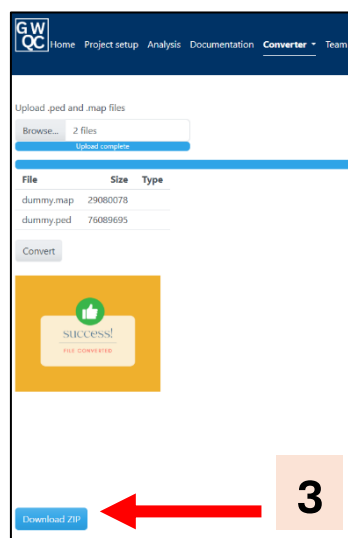 GW
QC
Home Project setup Analysis Documentation Converter Team
Upload .ped and .map files
Browse... 2 files
Upload complete
File Size Type
dummy.map 29080078
dummy.ped 76089695
Convert
success!
FILE CONVERTED
Download ZIP
3